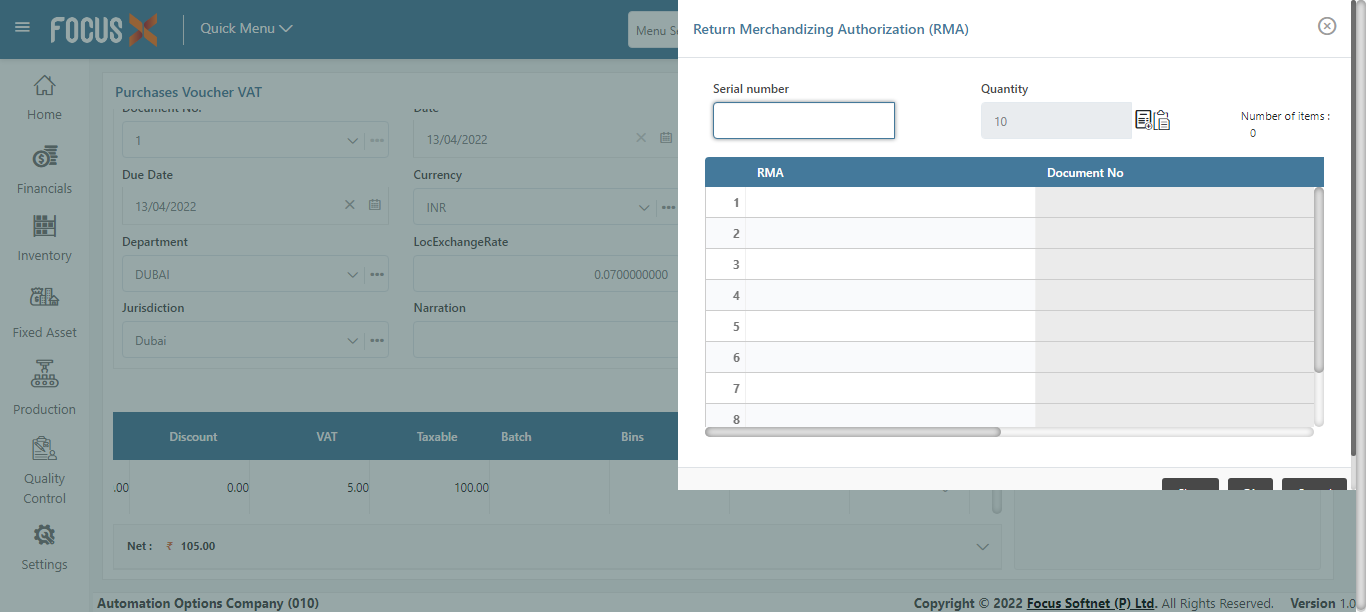 FOCUS X
Quick Menu
Menu
Return Merchandizing Authorization (RMA)
Home
Financials
Inventory
Fixed Asset
Production
Quality
Control
Settings
Purchases Voucher VAT
Document No.
Date
1
13/04/2022
Due Date
Currency
13/04/2022
INR
Department
LocExchangeRate
DUBAI
0.0700000000
Jurisdiction
Narration
Dubai
Discount VAT Taxable Batch Bins
.00 0.00 5.00 100.00
Net : ₹ 105.00
Serial number
Quantity
10
Number of items :
0
RMA Document No
1
2
3
4
5
6
7
8
Automation Options Company (010)
Copyright © 2022 Focus Softnet (P) Ltd. All Rights Reserved. Version 1.0